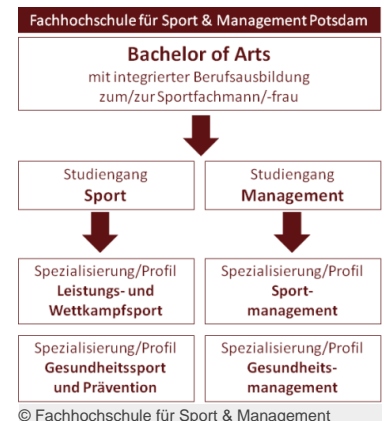 Fachhochschule für Sport & Management Potsdam
Bachelor of Arts
mit integrierter Berufsausbildung
zum/zur Sportfachmann/-frau
Studiengang
Sport
Studiengang
Management
Spezialisierung/Profil
Leistungs- und
Wettkampfsport
Spezialisierung/Profil
Sport-
management
Spezialisierung/Profil
Gesundheitssport
und Prävention
Spezialisierung/Profil
Gesundheits-
management
© Fachhochschule für Sport & Management